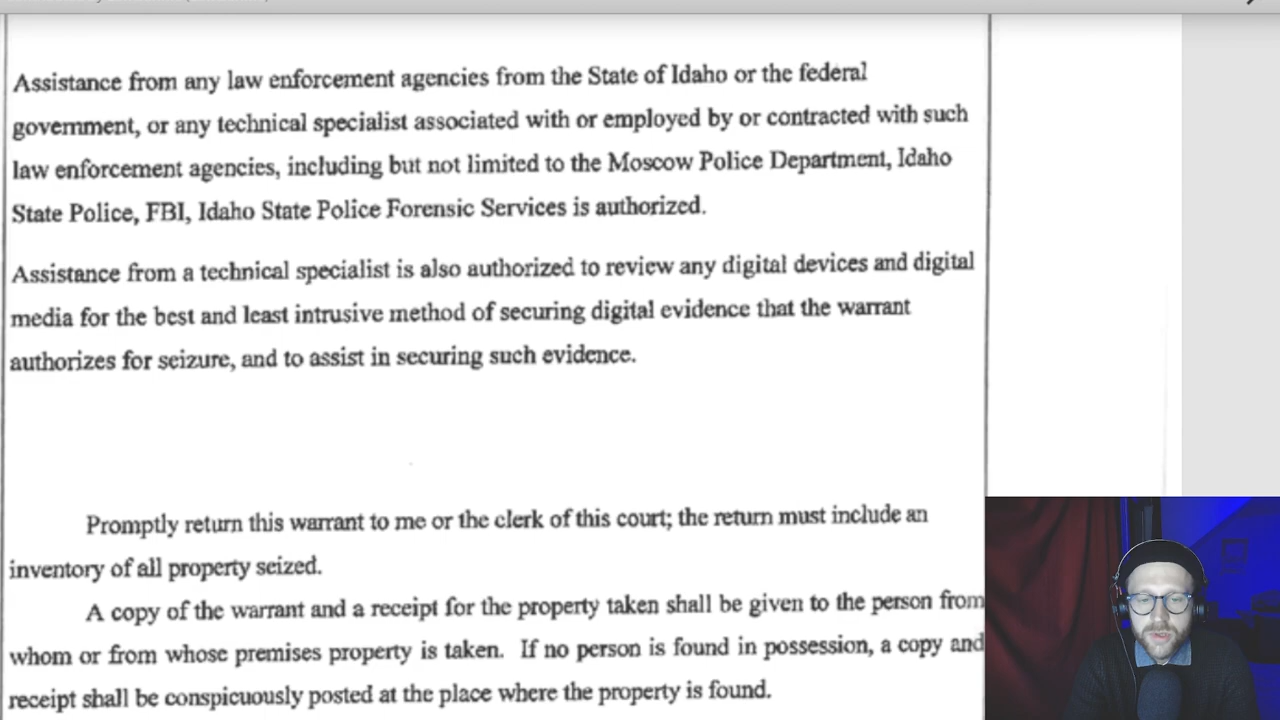 Assistance from any law enforcement agencies from the State of Idaho or the federal
government, or any technical specialist associated with or employed by or contracted with such
law enforcement agencies, including but not limited to the Moscow Police Department, Idaho
State Police, FBI, Idaho State Police Forensic Services is authorized.
Assistance from a technical specialist is also authorized to review any digital devices and digital
media for the best and least intrusive method of securing digital evidence that the warrant
authorizes for seizure, and to assist in securing such evidence.
Promptly return this warrant to me or the clerk of this court; the return must include an
inventory of all property seized.
A copy of the warrant and a receipt for the property taken shall be given to the person from
whom or from whose premises property is taken. If no person is found in possession, a copy and
receipt shall be conspicuously posted at the place where the property is found.